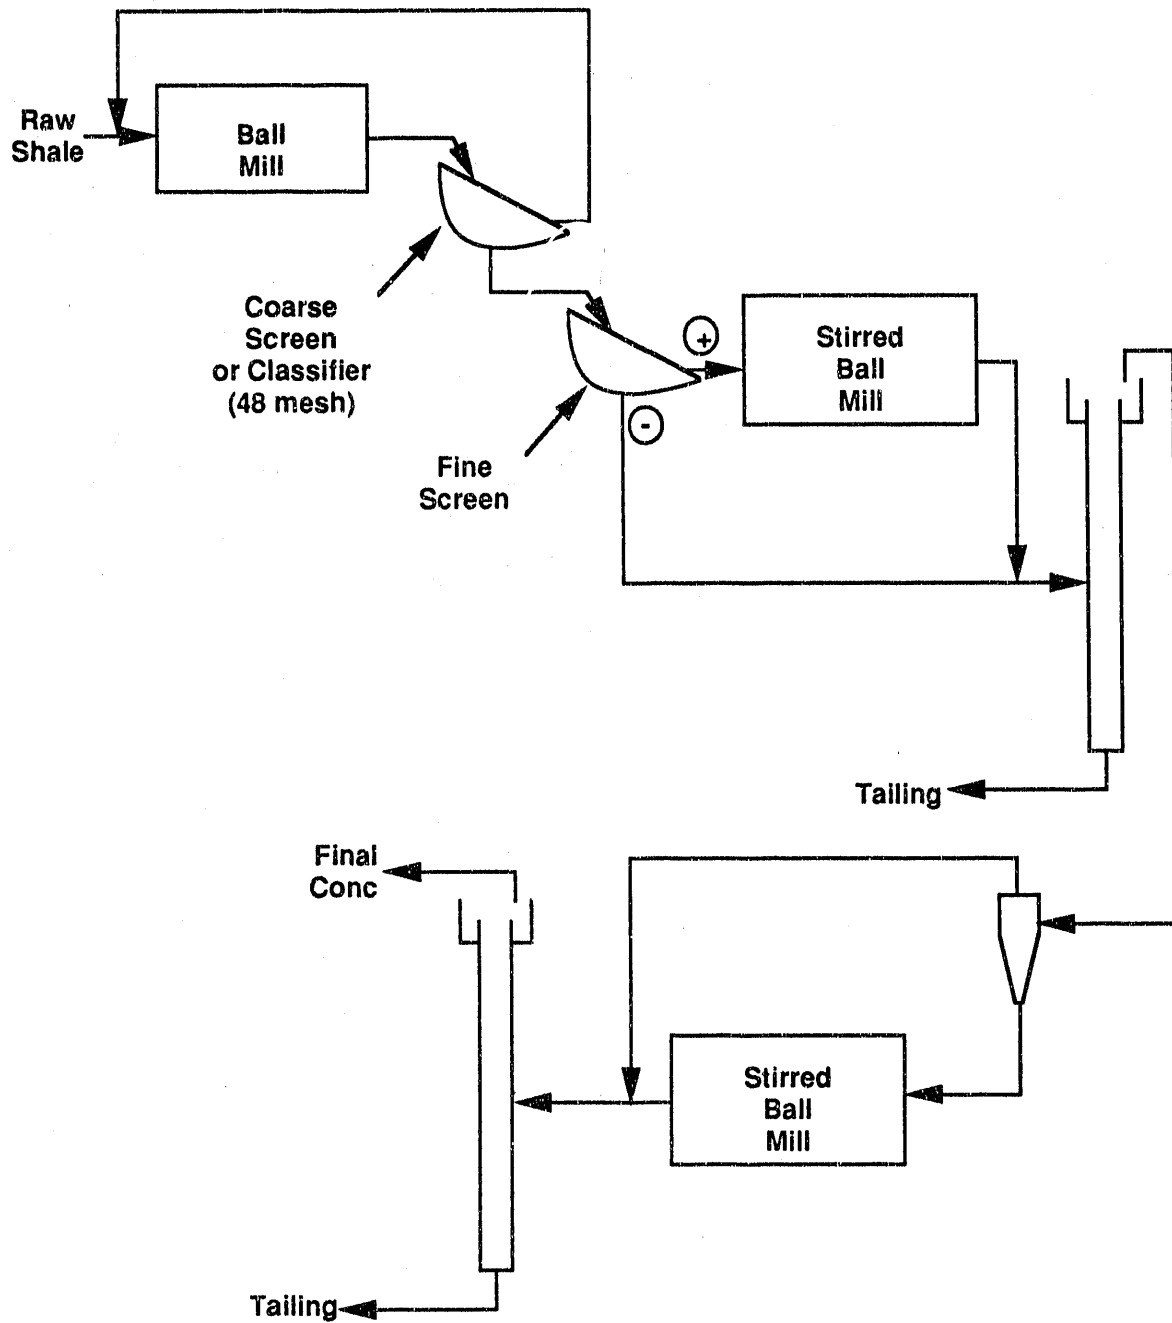 Raw
Shale
Ball
Mill
Coarse
Screen
or Classifier
(48 mesh)
+
Stirred
Ball
Mill
-
Fine
Screen
Tailing
Final
Conc
Stirred
Ball
Mill
Tailing